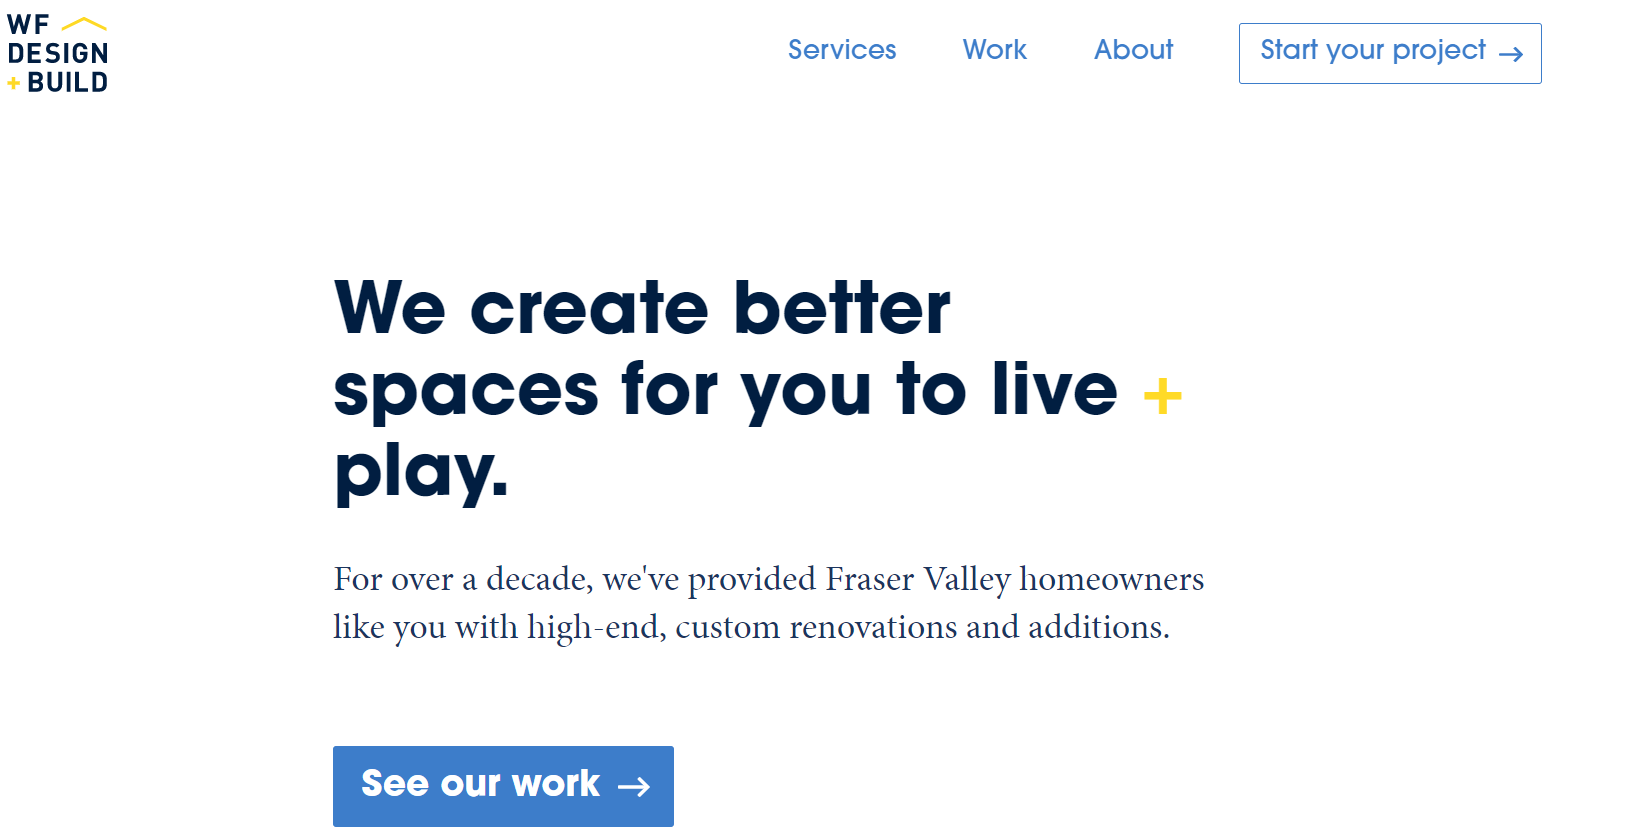 WF
DESIGN
+ BUILD
Services
Work
About
Start your project →
We create better
spaces for you to live +
play.
For over a decade, we've provided Fraser Valley homeowners
like you with high-end, custom renovations and additions.
See our work →